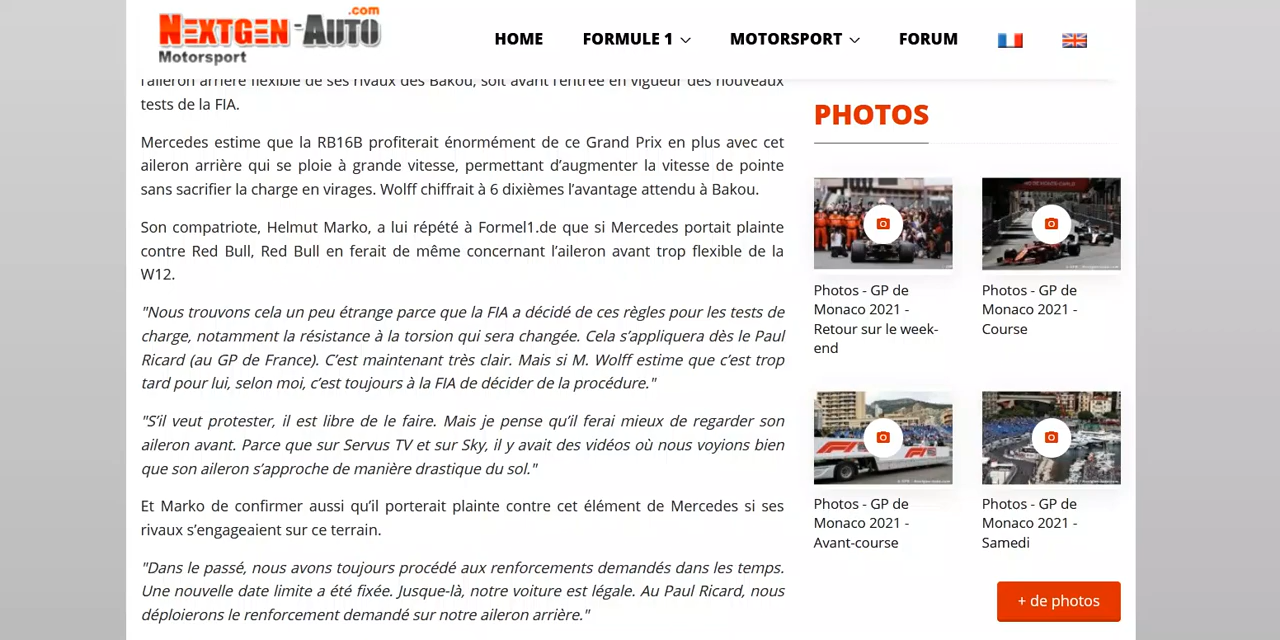 .com
NEXTGEN-AUTO
Motorsport
HOME
FORMULE 1
MOTORSPORT
FORUM
l’aileron arrière flexible de ses rivaux dès Bakou, soit avant l’entrée en vigueur des nouveaux
tests de la FIA.
Mercedes estime que la RB16B profiterait énormément de ce Grand Prix en plus avec cet
aileron arrière qui se ploie à grande vitesse, permettant d’augmenter la vitesse de pointe
sans sacrifier la charge en virages. Wolff chiffrait à 6 dixièmes l’avantage attendu à Bakou.
Son compatriote, Helmut Marko, a lui répété à Formel1.de que si Mercedes portait plainte
contre Red Bull, Red Bull en ferait de même concernant l’aileron avant trop flexible de la
W12.
"Nous trouvons cela un peu étrange parce que la FIA a décidé de ces règles pour les tests de
charge, notamment la résistance à la torsion qui sera changée. Cela s’appliquera dès le Paul
Ricard (au GP de France). C’est maintenant très clair. Mais si M. Wolff estime que c’est trop
tard pour lui, selon moi, c’est toujours à la FIA de décider de la procédure."
"S’il veut protester, il est libre de le faire. Mais je pense qu’il ferai mieux de regarder son
aileron avant. Parce que sur Servus TV et sur Sky, il y avait des vidéos où nous voyions bien
que son aileron s’approche de manière drastique du sol."
Et Marko de confirmer aussi qu’il porterait plainte contre cet élément de Mercedes si ses
rivaux s’engageaient sur ce terrain.
"Dans le passé, nous avons toujours procédé aux renforcements demandés dans les temps.
Une nouvelle date limite a été fixée. Jusque-là, notre voiture est légale. Au Paul Ricard, nous
déploierons le renforcement demandé sur notre aileron arrière."
PHOTOS
Photos - GP de
Monaco 2021 -
Retour sur le week-
end
Photos - GP de
Monaco 2021 -
Course
Photos - GP de
Monaco 2021 -
Avant-course
Photos - GP de
Monaco 2021 -
Samedi
+ de photos